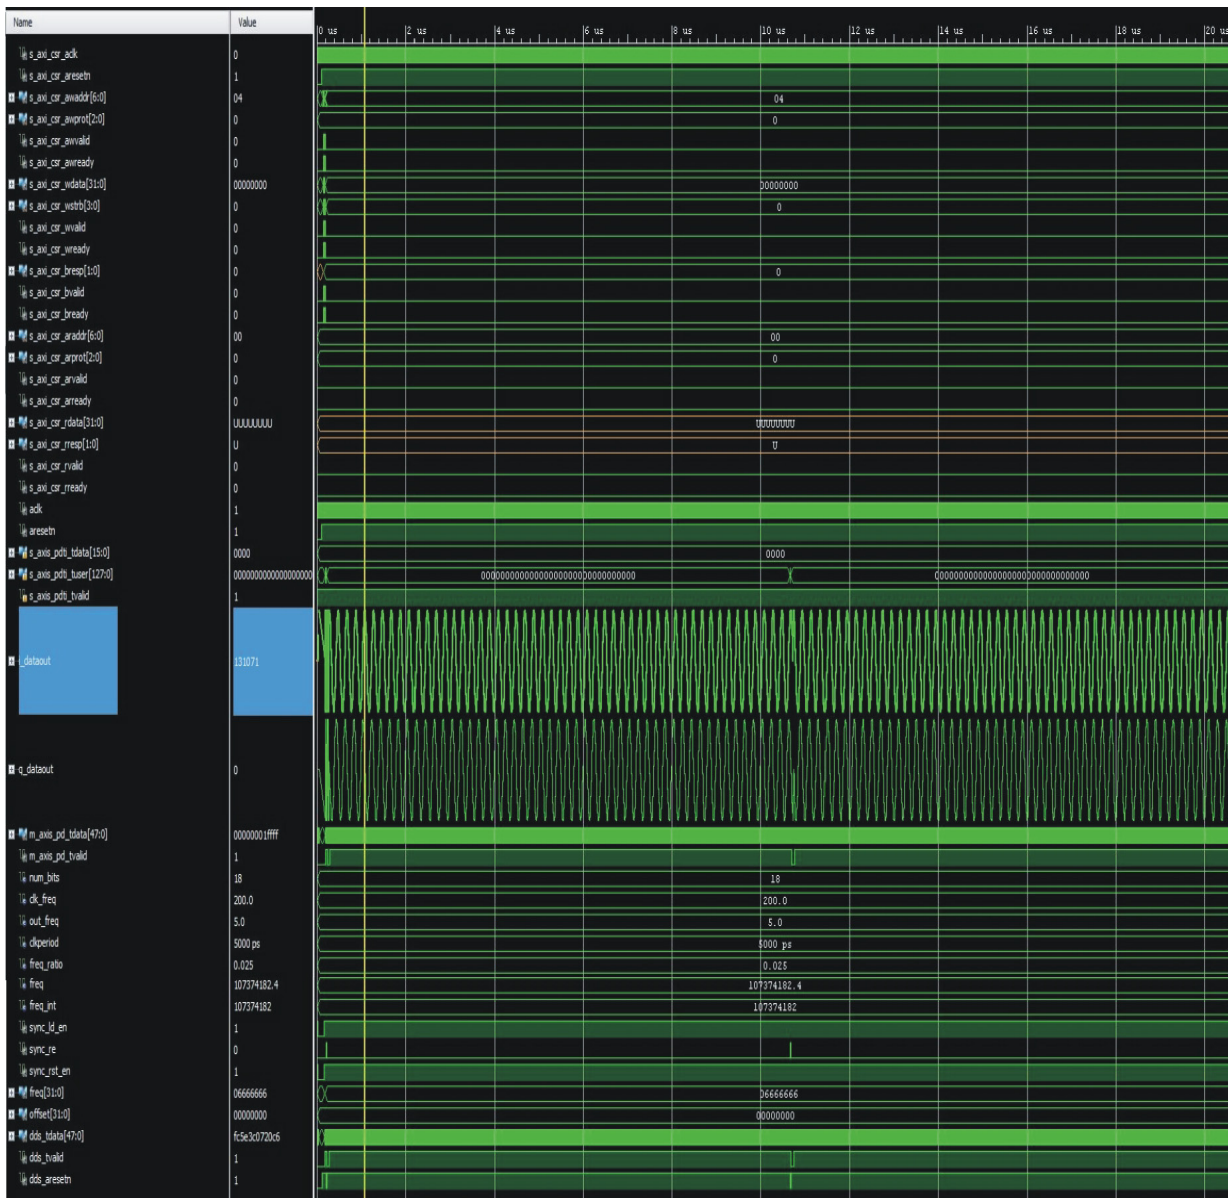 Name Value
0 us 2 us 4 us 6 us 8 us 10 us 12 us 14 us 16 us 18 us 20 us
s_axi_csr_aclk 0
s_axi_csr_aresetn 1
s_axi_csr_awaddr[6:0] 04 04
s_axi_csr_awprot[2:0] 0 0
s_axi_csr_awvalid 0
s_axi_csr_awready 0
s_axi_csr_wdata[31:0] 00000000 00000000
s_axi_csr_wstrb[3:0] 0 0
s_axi_csr_wvalid 0
s_axi_csr_wready 0
s_axi_csr_bresp[1:0] 0 0
s_axi_csr_bvalid 0
s_axi_csr_bready 0
s_axi_csr_araddr[6:0] 00 00
s_axi_csr_arprot[2:0] 0 0
s_axi_csr_arvalid 0
s_axi_csr_arready 0
s_axi_csr_rdata[31:0] UUUUUUUU UUUUUUUU
s_axi_csr_rresp[1:0] U U
s_axi_csr_rvalid 0
s_axi_csr_rready 0
aclk 1
aresetn 1
s_axis_pdti_tdata[15:0] 0000 0000
s_axis_pdti_tuser[127:0]
s_axis_pdti_tvalid 1
_dataout 131071
q_dataout 0
m_axis_pd_tdata[47:0] 00000001ffff
m_axis_pd_tvalid 1
num_bits 18 18
clk_freq 200.0 200.0
out_freq 5.0 5.0
clkperiod 5000 ps 5000 ps
freq_ratio 0.025 0.025
freq 107374182.4 107374182.4
freq_int 107374182 107374182
sync_ld_en 1
sync_re 0
sync_rst_en 1
freq[31:0] 06666666 06666666
offset[31:0] 00000000 00000000
dds_tdata[47:0] fc5e3c0720c6
dds_tvalid 1
dds_aresetn 1